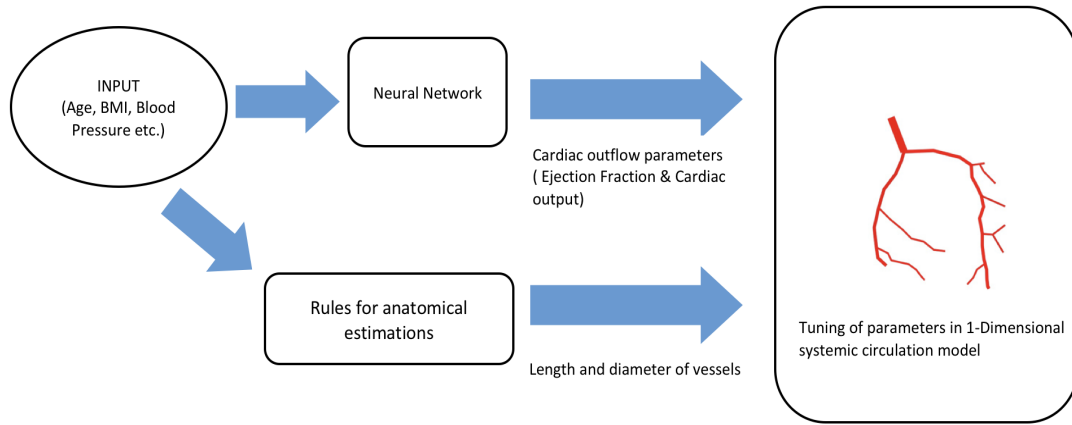 INPUT
(Age, BMI, Blood
Pressure etc.)
Neural Network
Cardiac outflow parameters
( Ejection Fraction & Cardiac
output)
Rules for anatomical
estimations
Length and diameter of vessels
Tuning of parameters in 1-Dimensional
systemic circulation model